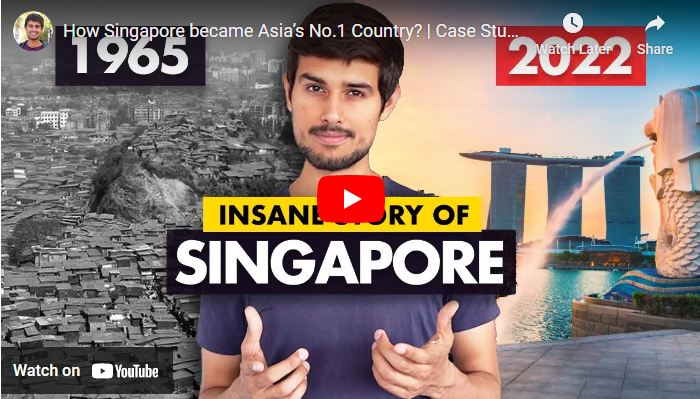 How Singapore became Asia's No.1 Country? | Case Stu...
Watch Later
Share
1965
2022
INSANE STORY OF
SINGAPORE
Watch on YouTube